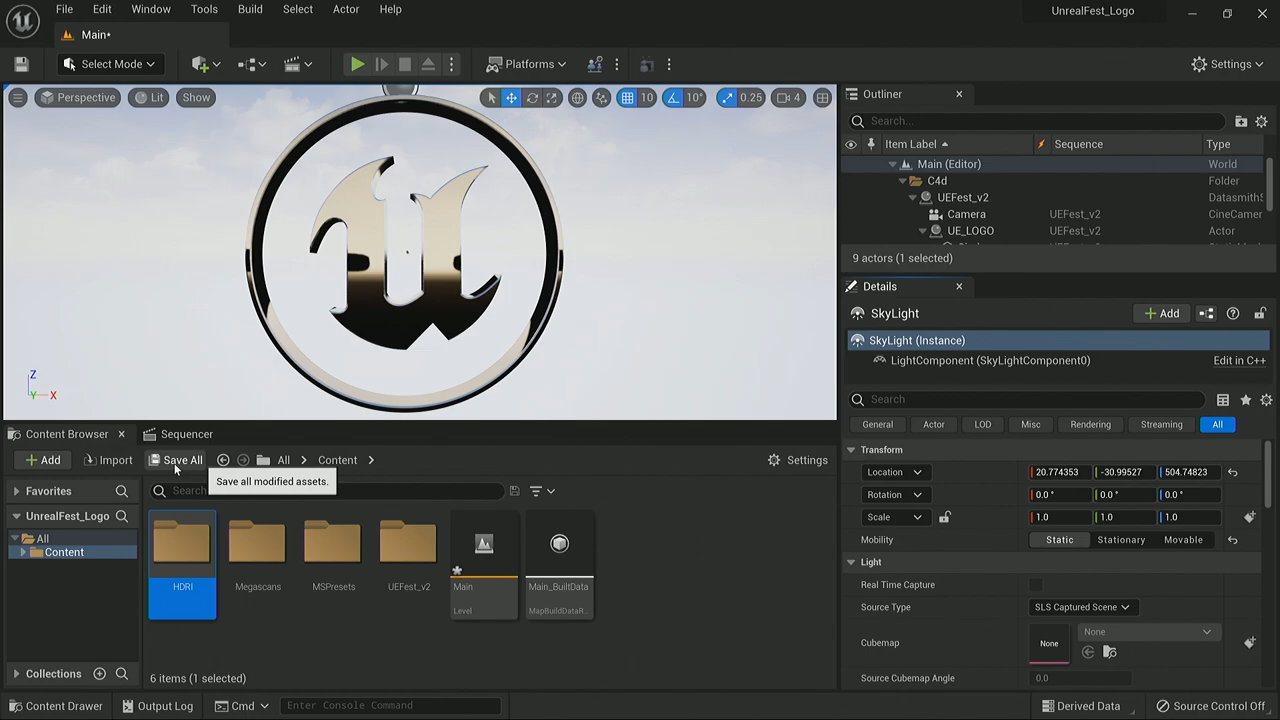 File Edit Window Tools Build Select Actor Help UnrealFest_Logo
Main*
Select Mode Platforms Settings
Perspective Lit Show 10 10° 0.25 4
Outliner
Search...
Item Label Sequence Type
Main (Editor) World
C4d Folder
UEFest_v2 DatasmithS
Camera UEFest_v2 CineCamer
UE_LOGO UEFest_v2 Actor
9 actors (1 selected)
Details
SkyLight Add
SkyLight (Instance)
LightComponent (SkyLightComponent0) Edit in C++
Search
General Actor LOD Misc Rendering Streaming All
Transform
Location 20.774353 -30.99527 504.74823
Rotation 0.0° 0.0° 0.0°
Scale 1.0 1.0 1.0
Mobility Static Stationary Movable
Light
Real Time Capture
Source Type SLS Captured Scene
Cubemap None None
Source Cubemap Angle 0.0
Z
Y X
Content Browser Sequencer
Add Import Save All All Content Settings
Save all modified assets.
Favorites Search
UnrealFest_Logo
All
Content
HDRI Megascans MSPresets UEFest_v2 Main Main_BuiltData
Level MapBuildDataR...
Collections 6 items (1 selected)
Content Drawer Output Log Cmd Enter Console Command Derived Data Source Control Off